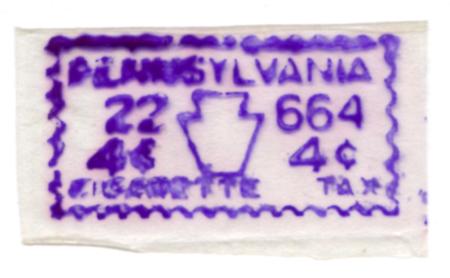 PENNSYLVANIA
22 664
4¢ 4¢
CIGARETTE TAX